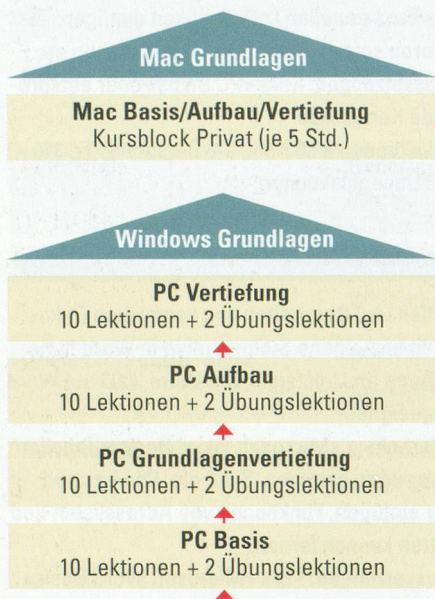 Mac Grundlagen
Mac Basis/Aufbau/Vertiefung
Kursblock Privat (je 5 Std.)
Windows Grundlagen
PC Vertiefung
10 Lektionen + 2 Übungslektionen
PC Aufbau
10 Lektionen + 2 Übungslektionen
PC Grundlagenvertiefung
10 Lektionen + 2 Übungslektionen
PC Basis
10 Lektionen + 2 Übungslektionen